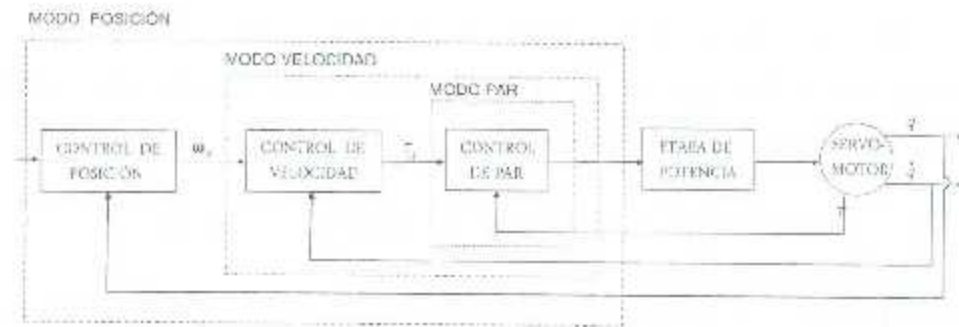 MODO POSICIÓN
MODO VELOCIDAD
MODO PAR
CONTROL DE
POSICIÓN
CONTROL DE
VELOCIDAD
CONTROL
DE PAR
ETAPA DE
POTENCIA
SERVO-
MOTOR